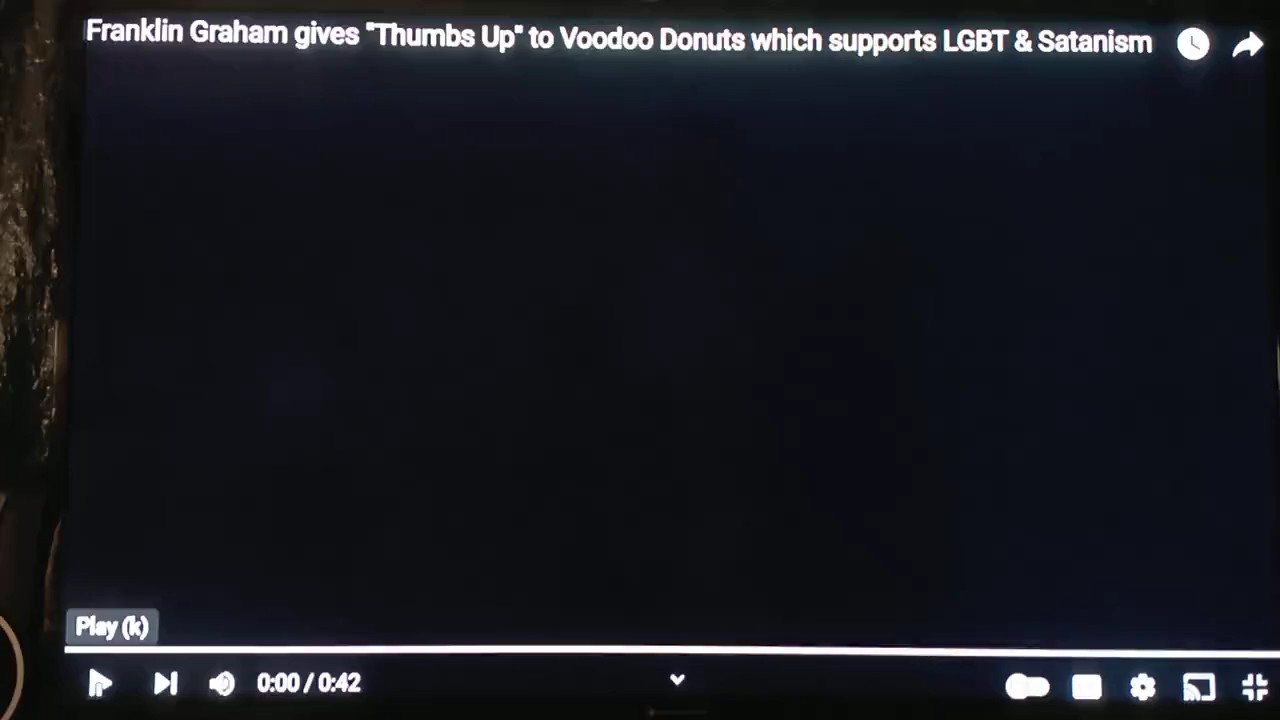 Franklin Graham gives "Thumbs Up" to Voodoo Donuts which supports LGBT & Satanism
Play (k)
0:00 / 0:42